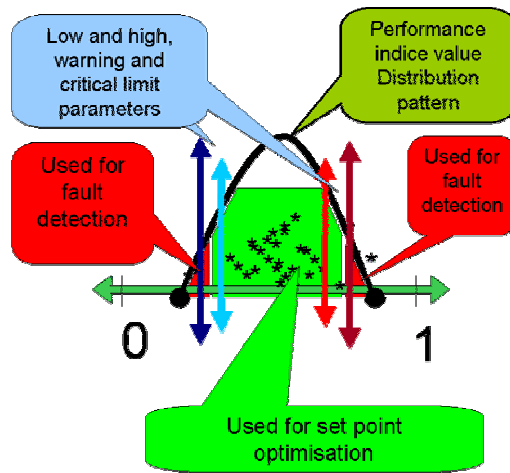 Low and high,
warning and
critical limit
parameters
Performance
indice value
Distribution
pattern
Used for
fault
detection
Used for
fault
detection
0
1
Used for set point
optimisation